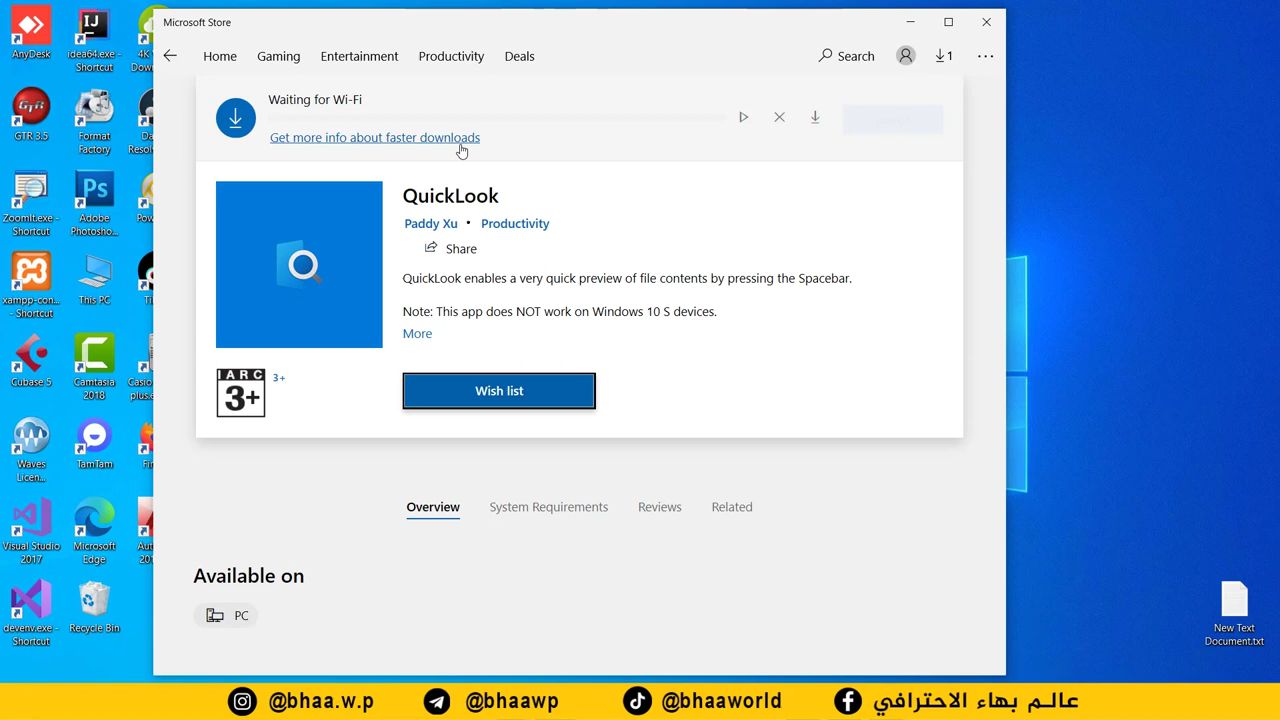 Microsoft Store
Home
Gaming
Entertainment
Productivity
Deals
Search
1
Waiting for Wi-Fi
Get more info about faster downloads
QuickLook
Paddy Xu • Productivity
Share
QuickLook enables a very quick preview of file contents by pressing the Spacebar.
Note: This app does NOT work on Windows 10 S devices.
More
IARC
3+
3+
Wish list
Overview
System Requirements
Reviews
Related
Available on
PC
AnyDesk
idea64.exe - Shortcut
4K
GTR
GTR 3.5
Format Factory
ZoomIt.exe - Shortcut
Ps
Adobe Photosho...
xampp-con... - Shortcut
This PC
Cubase 5
Camtasia 2018
Waves Licen...
TamTam
Visual Studio 2017
Microsoft Edge
devenv.exe - Shortcut
Recycle Bin
New Text Document.txt
@bhaa.w.p
@bhaawp
@bhaaworld
عالم بهاء الاحترافي